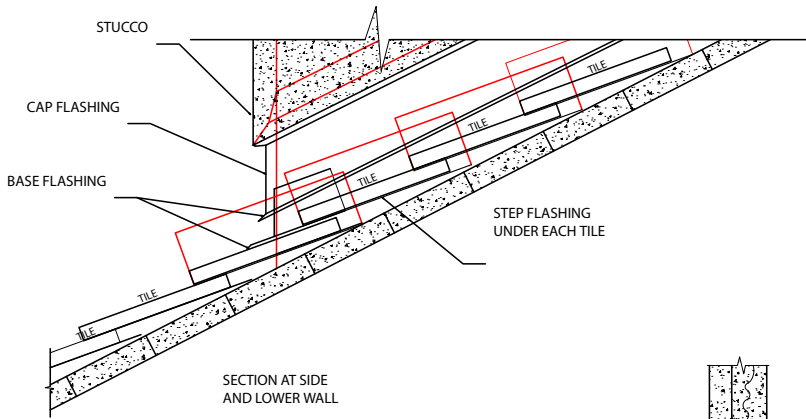 STUCCO
TILE
CAP FLASHING
TILE
TILE
BASE FLASHING
TILE
STEP FLASHING
UNDER EACH TILE
TILE
TILE
SECTION AT SIDE
AND LOWER WALL